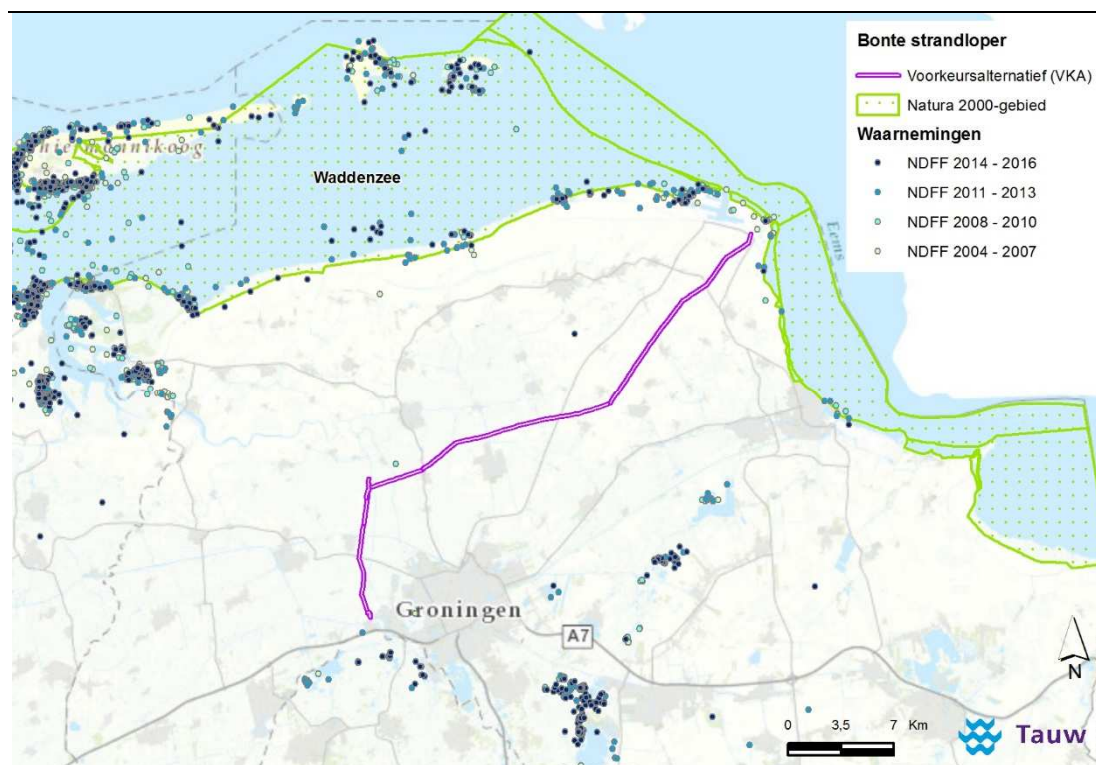 Bonte strandloper
Voorkeursalternatief (VKA)
Natura 2000-gebied
Waarnemingen
NDFF 2014 - 2016
NDFF 2011 - 2013
NDFF 2008 - 2010
NDFF 2004 - 2007
Waddenzee
Eems
Groningen
A7
N
0 3,5 7 Km
Tauw